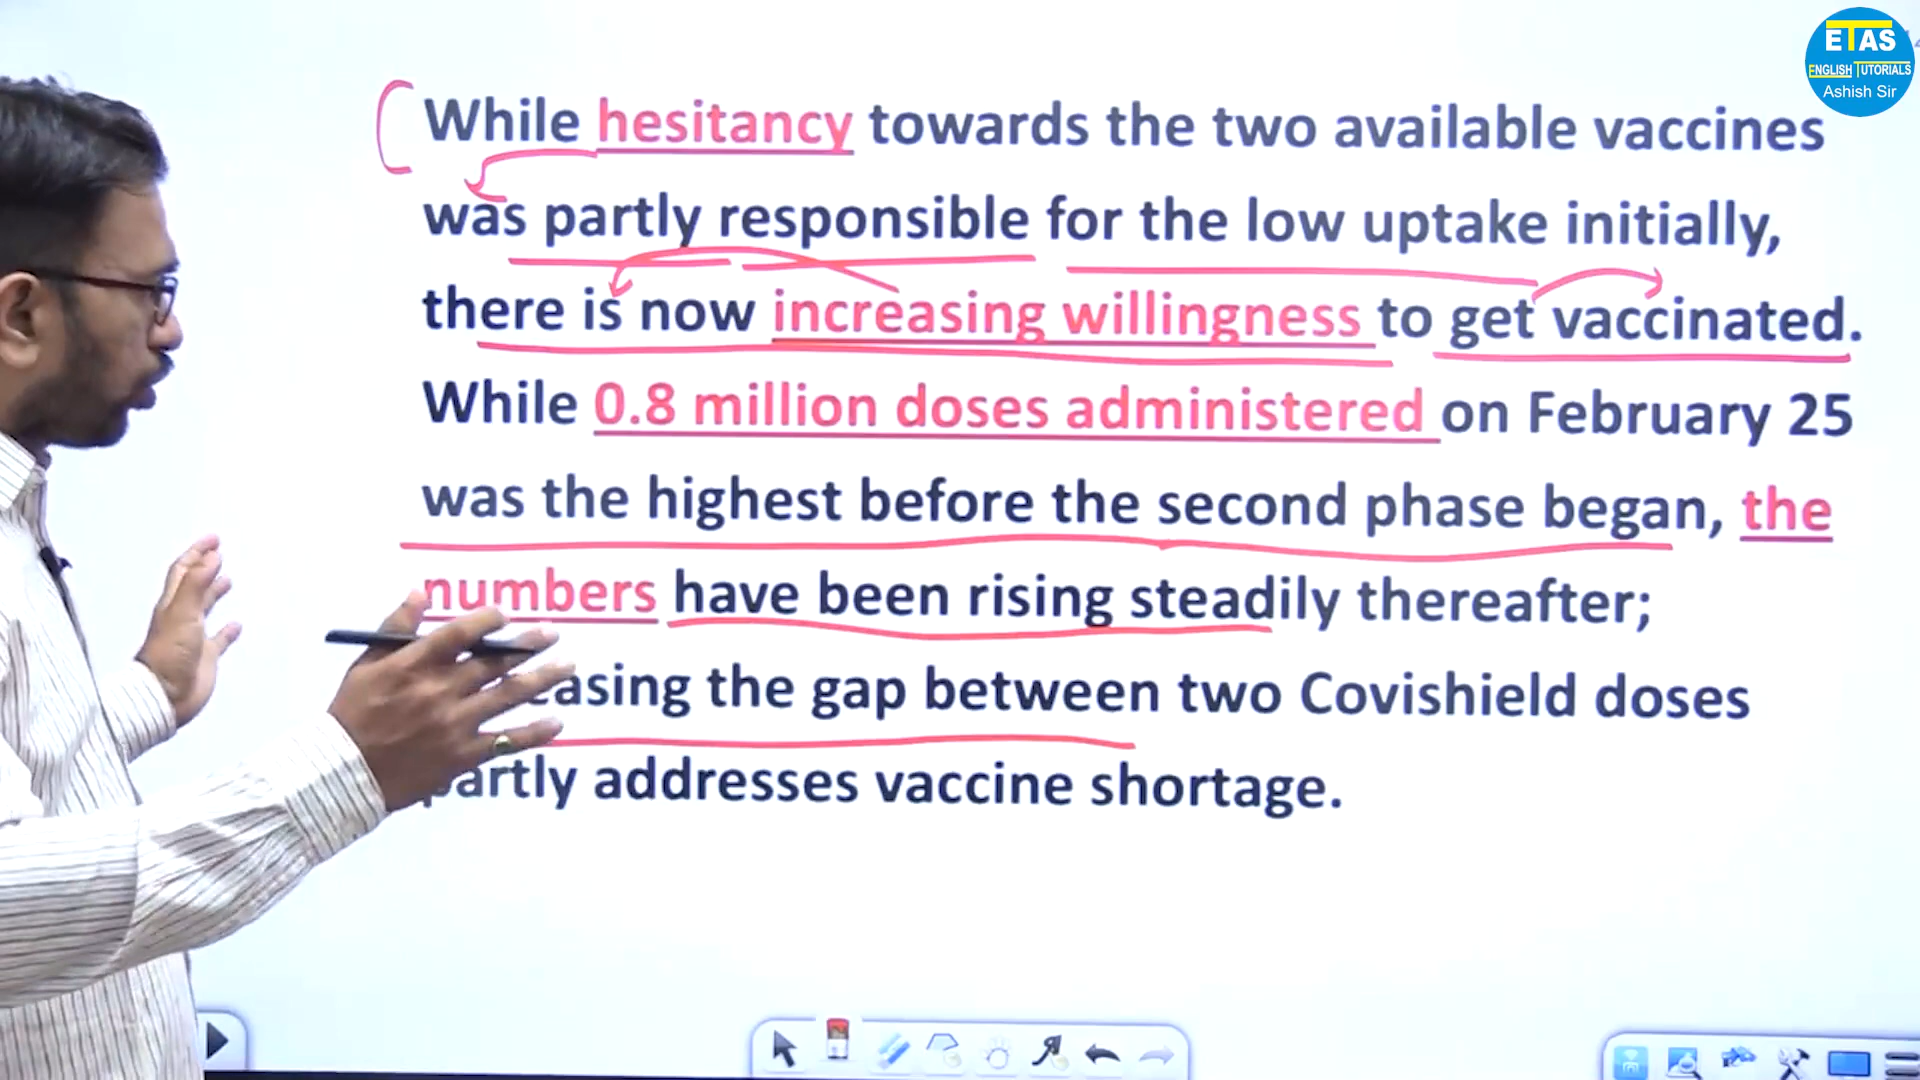 ETAS
ENGLISH TUTORIALS
Ashish Sir
While hesitancy towards the two available vaccines
was partly responsible for the low uptake initially,
there is now increasing willingness to get vaccinated.
While 0.8 million doses administered on February 25
was the highest before the second phase began, the
numbers have been rising steadily thereafter;
the gap between two Covishield doses
partly addresses vaccine shortage.